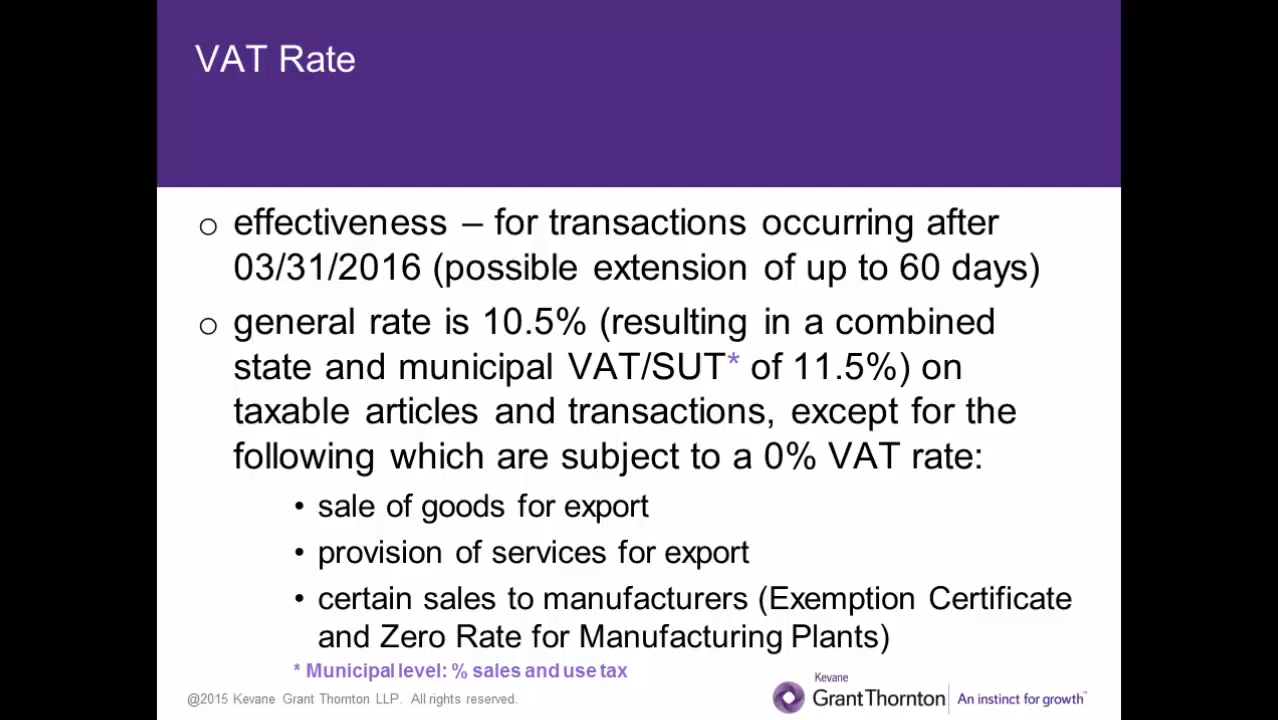 VAT Rate
o effectiveness – for transactions occurring after
03/31/2016 (possible extension of up to 60 days)
o general rate is 10.5% (resulting in a combined
state and municipal VAT/SUT* of 11.5%) on
taxable articles and transactions, except for the
following which are subject to a 0% VAT rate:
• sale of goods for export
• provision of services for export
• certain sales to manufacturers (Exemption Certificate
and Zero Rate for Manufacturing Plants)
* Municipal level: % sales and use tax
@2015 Kevane Grant Thornton LLP. All rights reserved.
Kevane
GrantThornton
An instinct for growth™